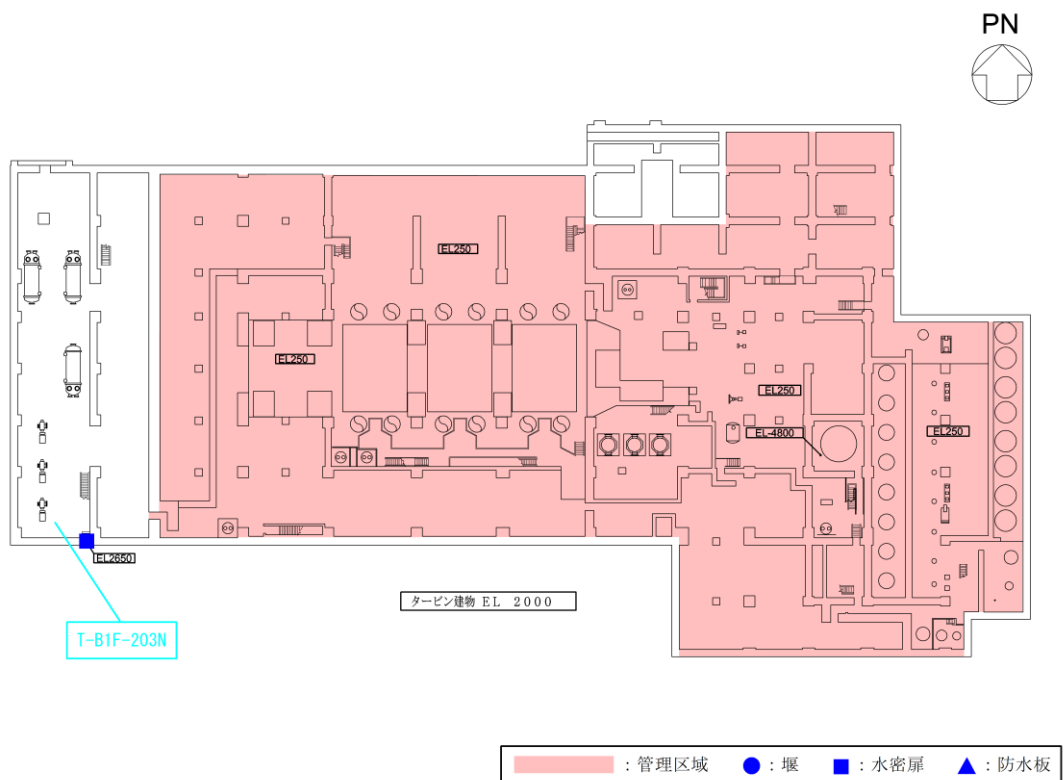 PN
EL250
EL250
EL250
EL-4800
EL250
EL2650
タービン建物 EL 2000
T-B1F-203N
：管理区域 ：堰 ：水密扉 ：防水板